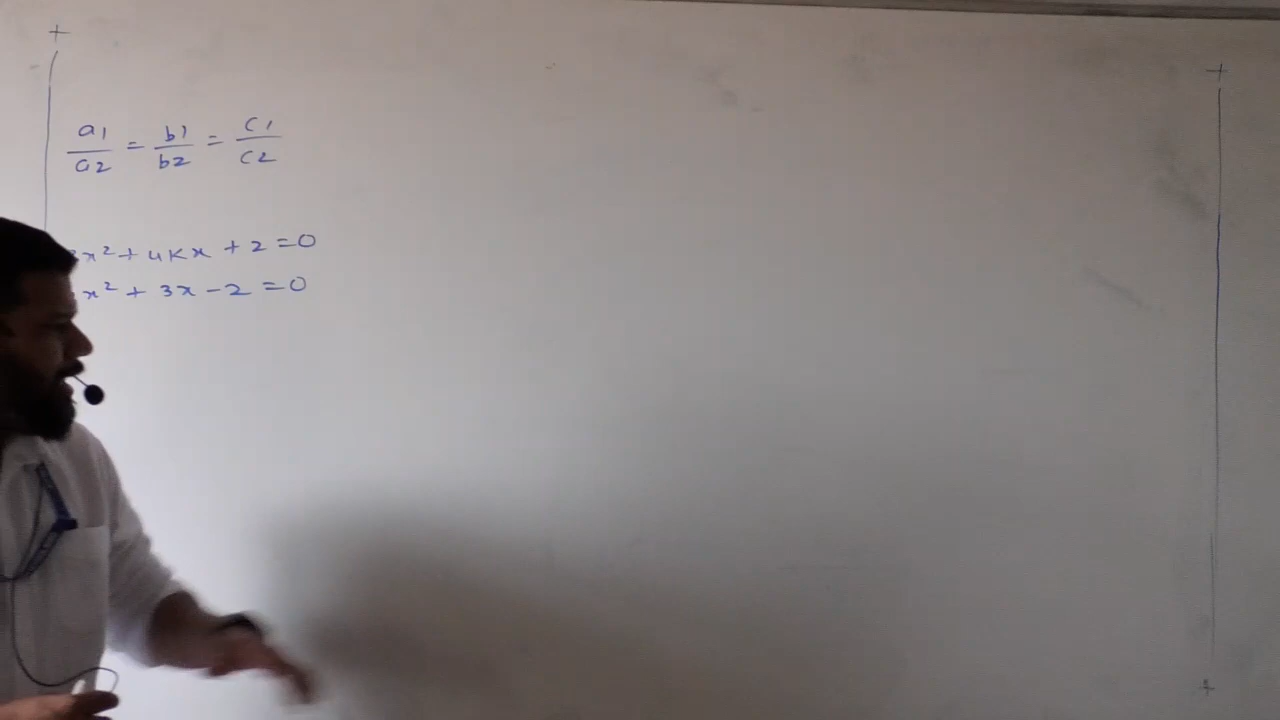 a1/a2 = b1/b2 = c1/c2
x² + 4kx + 2 = 0
x² + 3x - 2 = 0